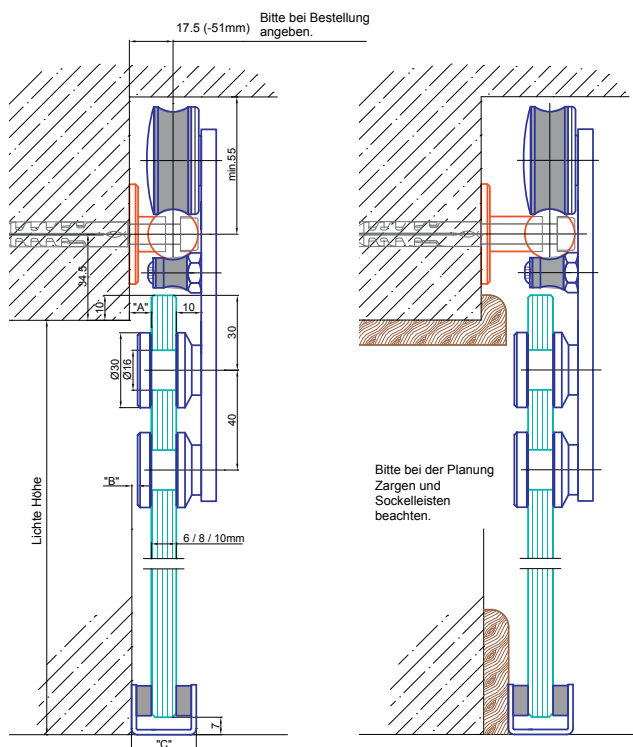 17.5 (-51mm)
Bitte bei Bestellung
angeben.
min.55
34.5
10
"A"
10
30
Ø30
Ø16
40
"B"
Lichte Höhe
6 / 8 / 10mm
7
"C"
Bitte bei der Planung
Zargen und
Sockelleisten
beachten.